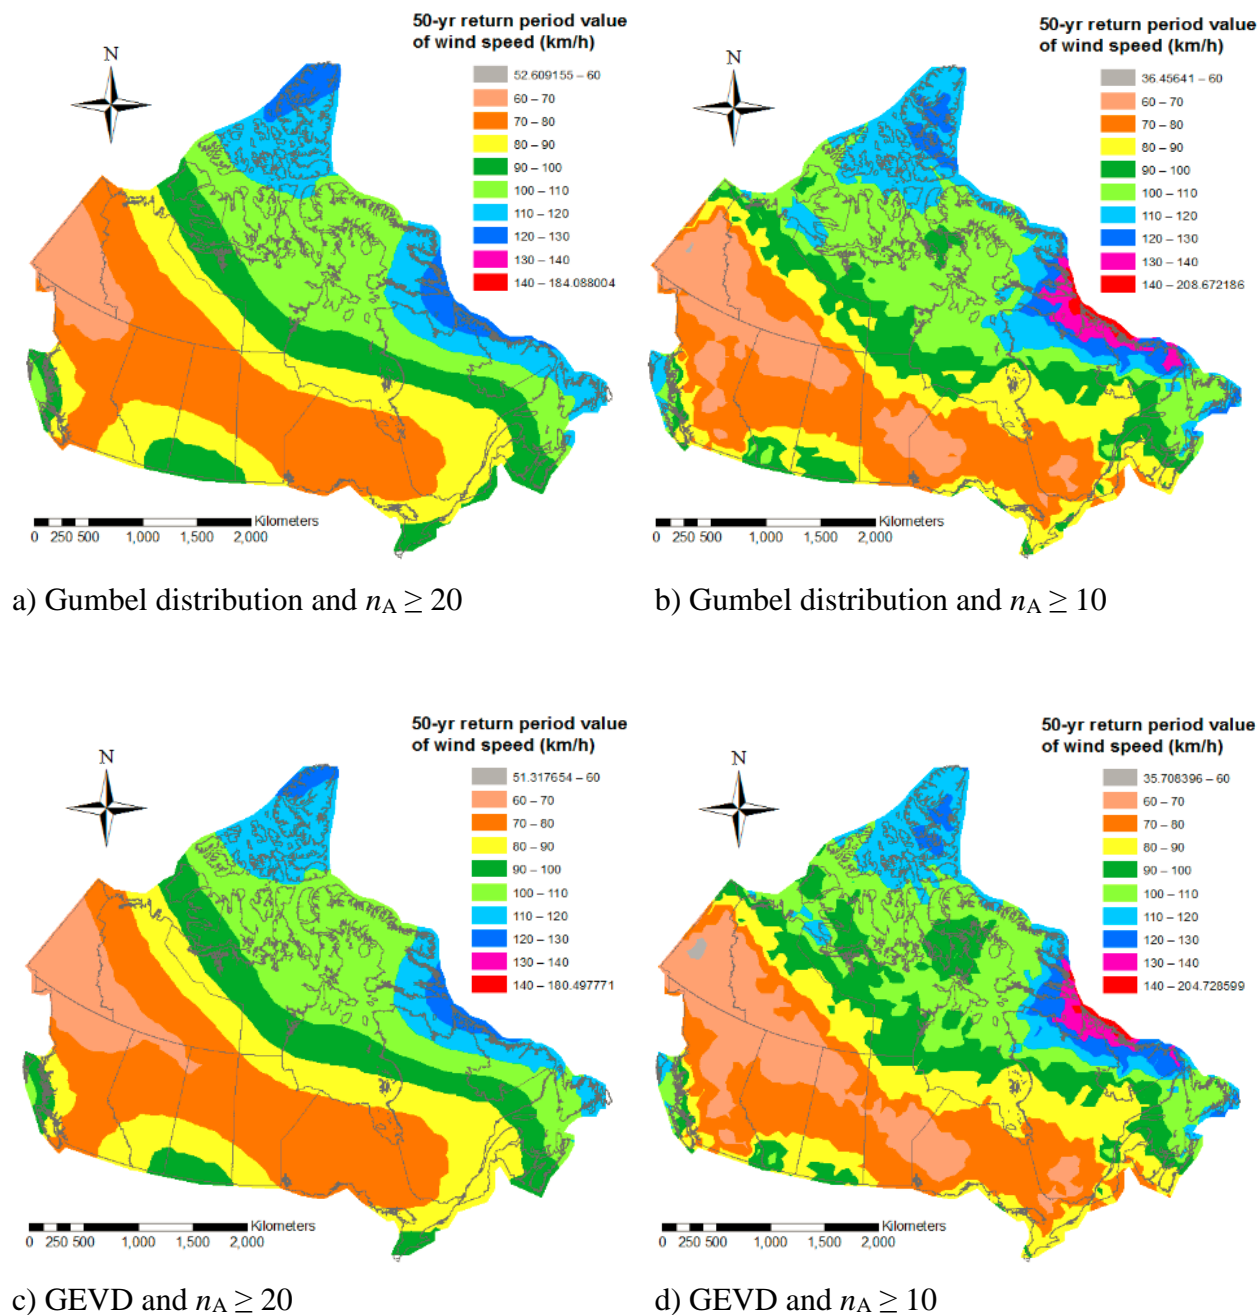 50-yr return period value
of wind speed (km/h)
N
52.609155 – 60
60 – 70
70 – 80
80 – 90
90 – 100
100 – 110
110 – 120
120 – 130
130 – 140
140 – 184.088004
Kilometers
0 250 500 1,000 1,500 2,000
a) Gumbel distribution and nA ≥ 20
50-yr return period value
of wind speed (km/h)
N
36.45641 – 60
60 – 70
70 – 80
80 – 90
90 – 100
100 – 110
110 – 120
120 – 130
130 – 140
140 – 208.672186
Kilometers
0 250 500 1,000 1,500 2,000
b) Gumbel distribution and nA ≥ 10
50-yr return period value
of wind speed (km/h)
N
51.317654 – 60
60 – 70
70 – 80
80 – 90
90 – 100
100 – 110
110 – 120
120 – 130
130 – 140
140 – 180.497771
Kilometers
0 250 500 1,000 1,500 2,000
c) GEVD and nA ≥ 20
50-yr return period value
of wind speed (km/h)
N
35.708396 – 60
60 – 70
70 – 80
80 – 90
90 – 100
100 – 110
110 – 120
120 – 130
130 – 140
140 – 204.728599
Kilometers
0 250 500 1,000 1,500 2,000
d) GEVD and nA ≥ 10